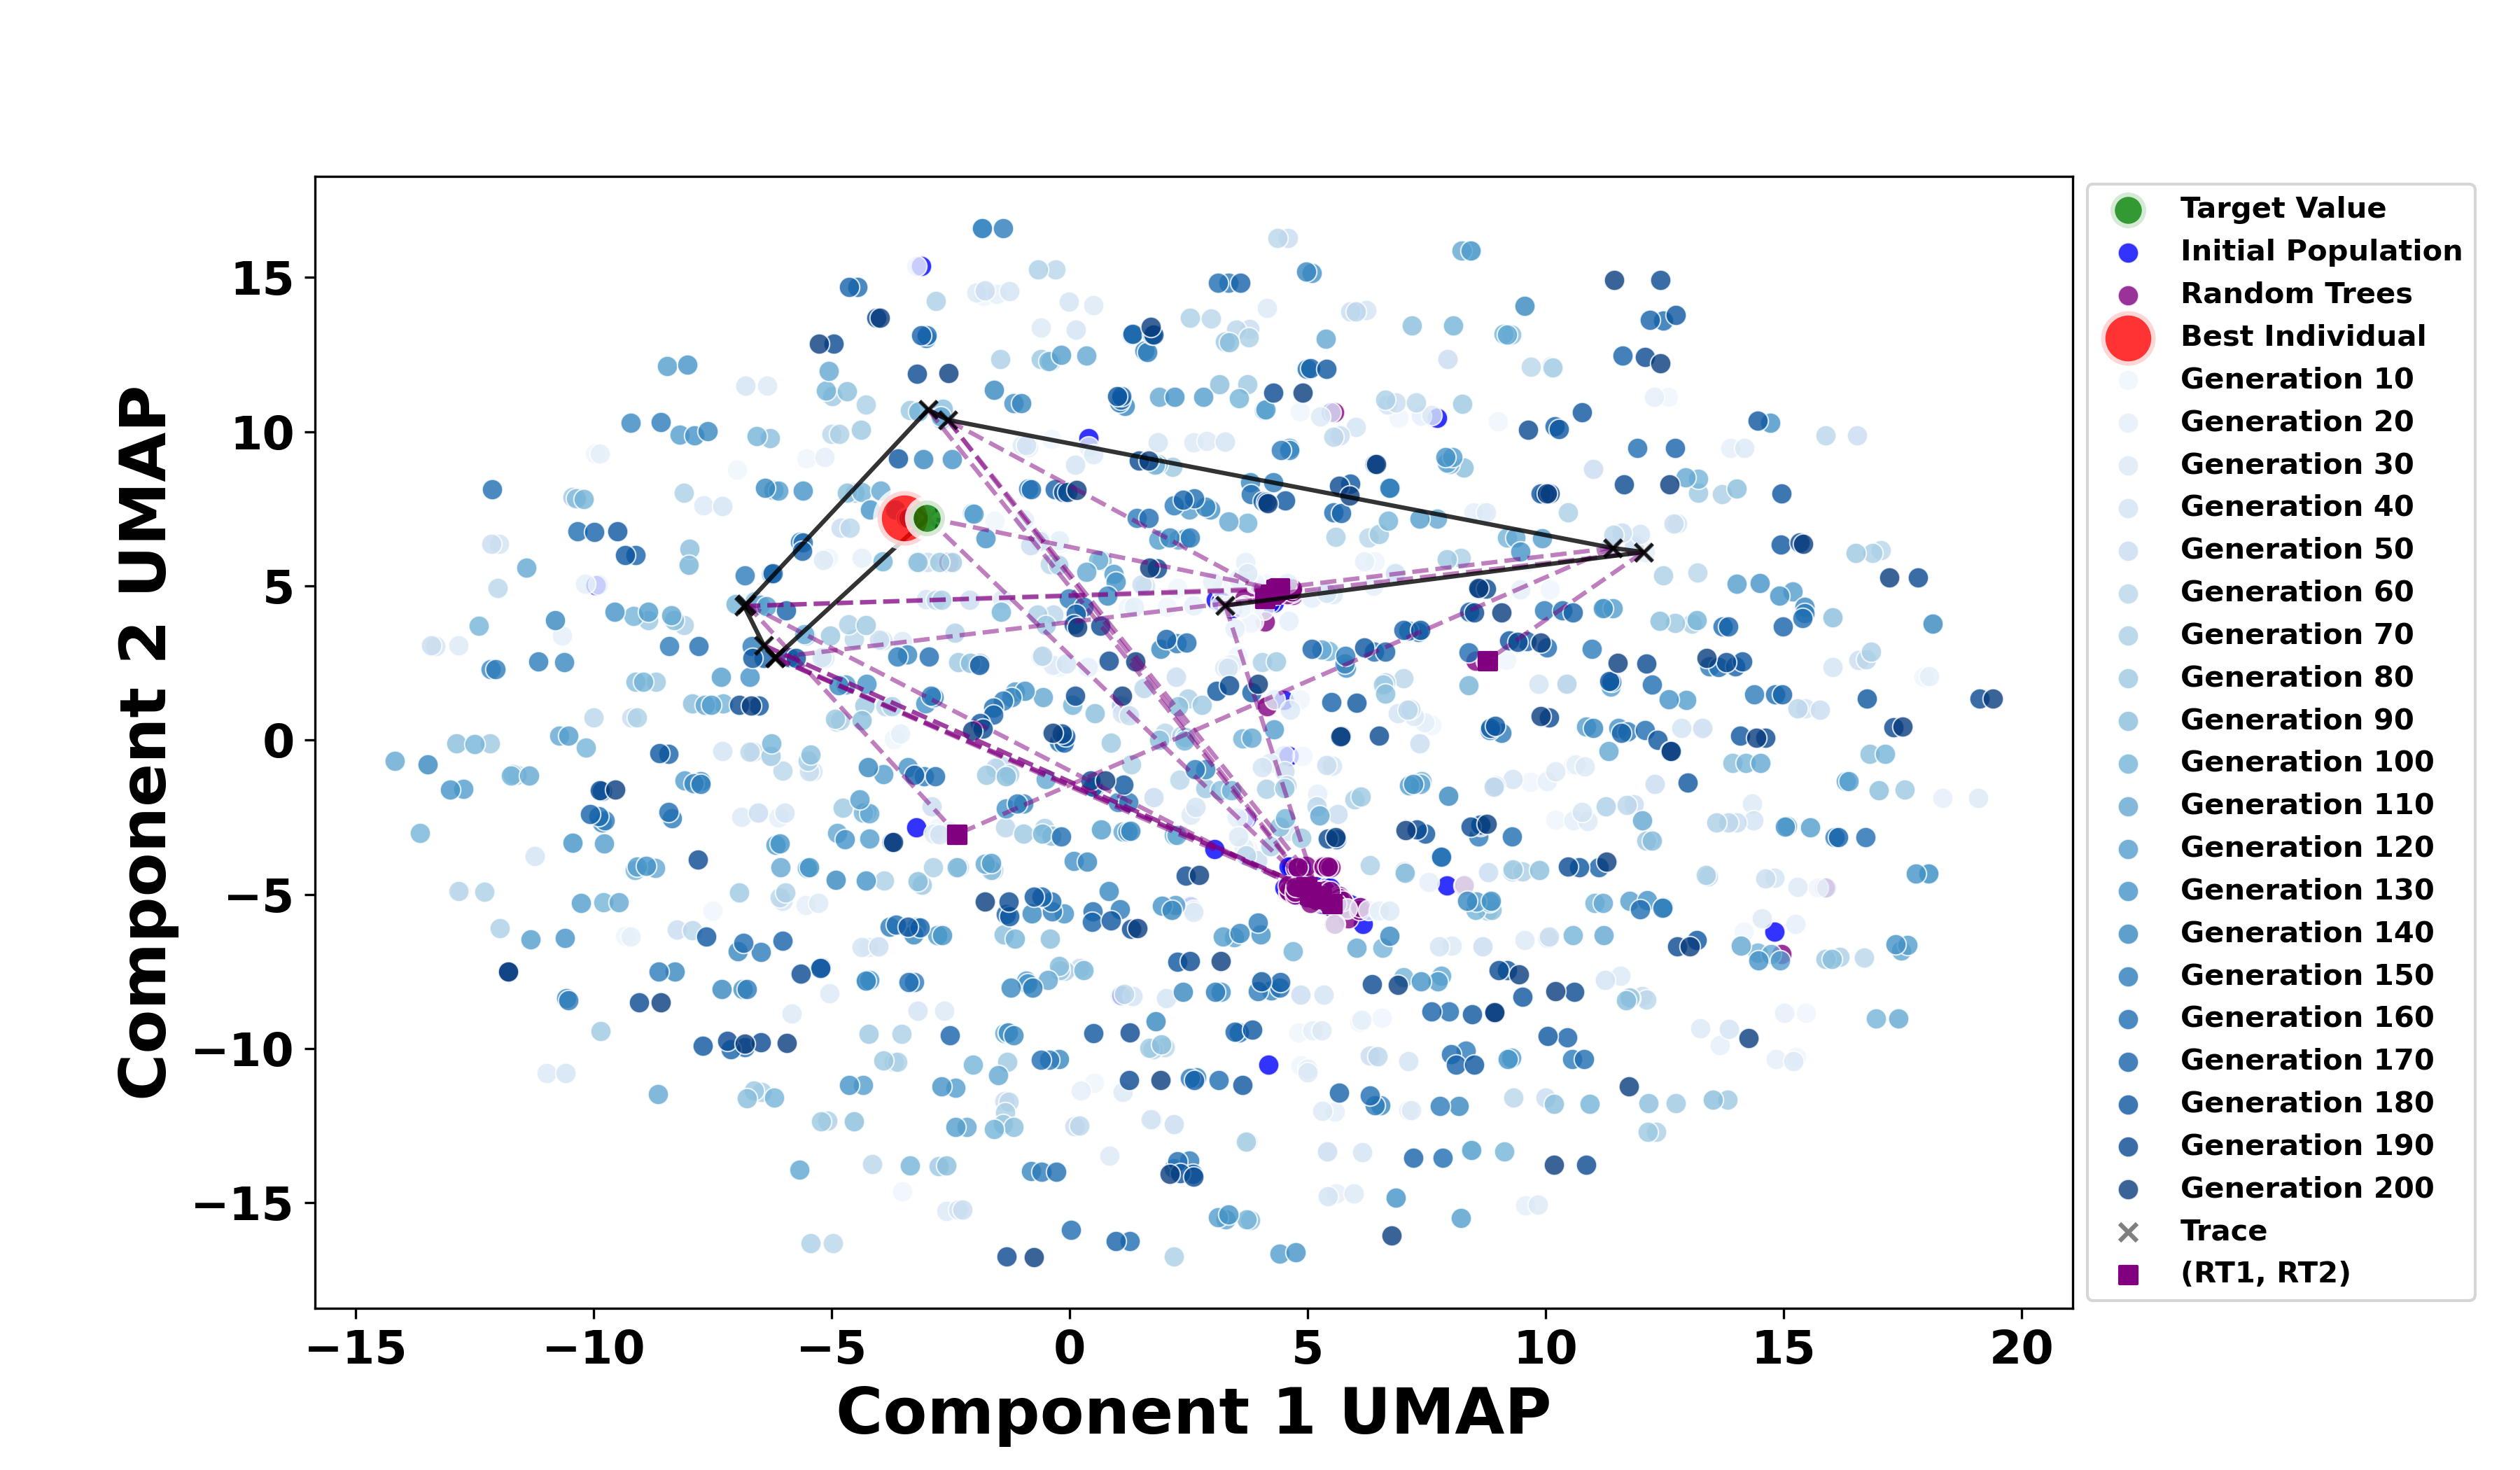 Component 2 UMAP
15
10
5
0
−5
−10
−15
−15
−10
−5
0
5
10
15
20
Component 1 UMAP
Target Value
Initial Population
Random Trees
Best Individual
Generation 10
Generation 20
Generation 30
Generation 40
Generation 50
Generation 60
Generation 70
Generation 80
Generation 90
Generation 100
Generation 110
Generation 120
Generation 130
Generation 140
Generation 150
Generation 160
Generation 170
Generation 180
Generation 190
Generation 200
Trace
(RT1, RT2)